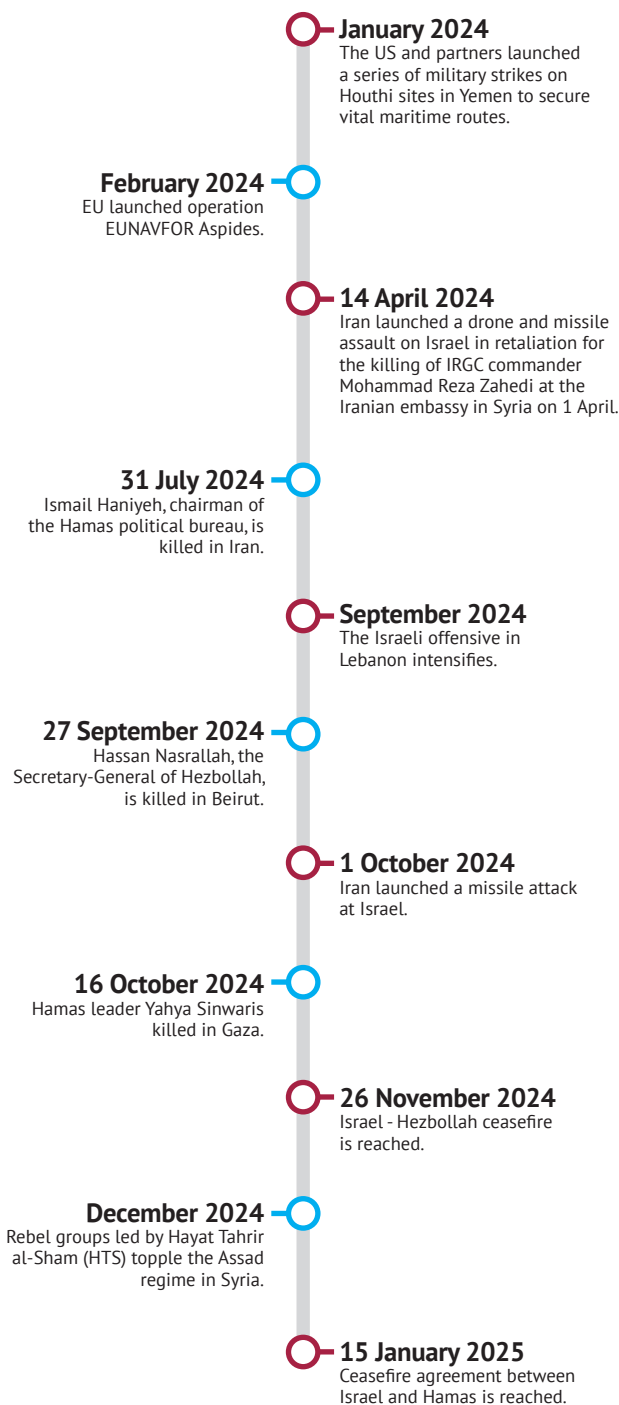 January 2024
The US and partners launched
a series of military strikes on
Houthi sites in Yemen to secure
vital maritime routes.
February 2024
EU launched operation
EUNAVFOR Aspides.
14 April 2024
Iran launched a drone and missile
assault on Israel in retaliation for
the killing of IRGC commander
Mohammad Reza Zahedi at the
Iranian embassy in Syria on 1 April.
31 July 2024
Ismail Haniyeh, chairman of
the Hamas political bureau, is
killed in Iran.
September 2024
The Israeli offensive in
Lebanon intensifies.
27 September 2024
Hassan Nasrallah, the
Secretary-General of Hezbollah,
is killed in Beirut.
1 October 2024
Iran launched a missile attack
at Israel.
16 October 2024
Hamas leader Yahya Sinwaris
killed in Gaza.
26 November 2024
Israel - Hezbollah ceasefire
is reached.
December 2024
Rebel groups led by Hayat Tahrir
al-Sham (HTS) topple the Assad
regime in Syria.
15 January 2025
Ceasefire agreement between
Israel and Hamas is reached.